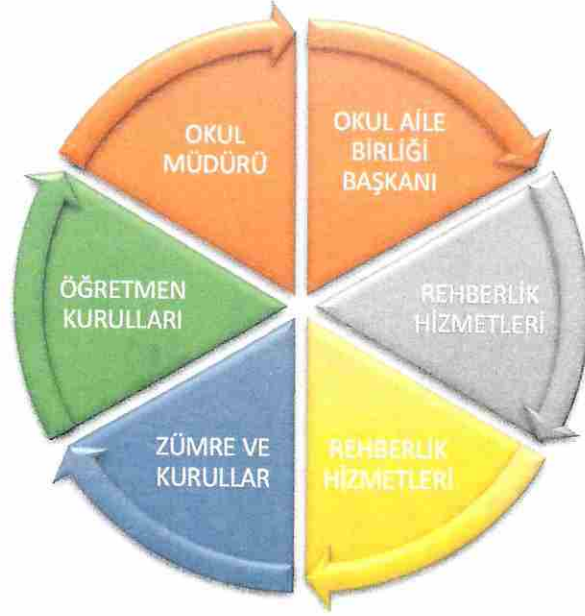 OKUL
MÜDÜRÜ
OKUL AİLE
BİRLİĞİ
BAŞKANI
REHBERLİK
HİZMETLERİ
REHBERLİK
HİZMETLERİ
ZÜMRE VE
KURULLAR
ÖĞRETMEN
KURULLARI